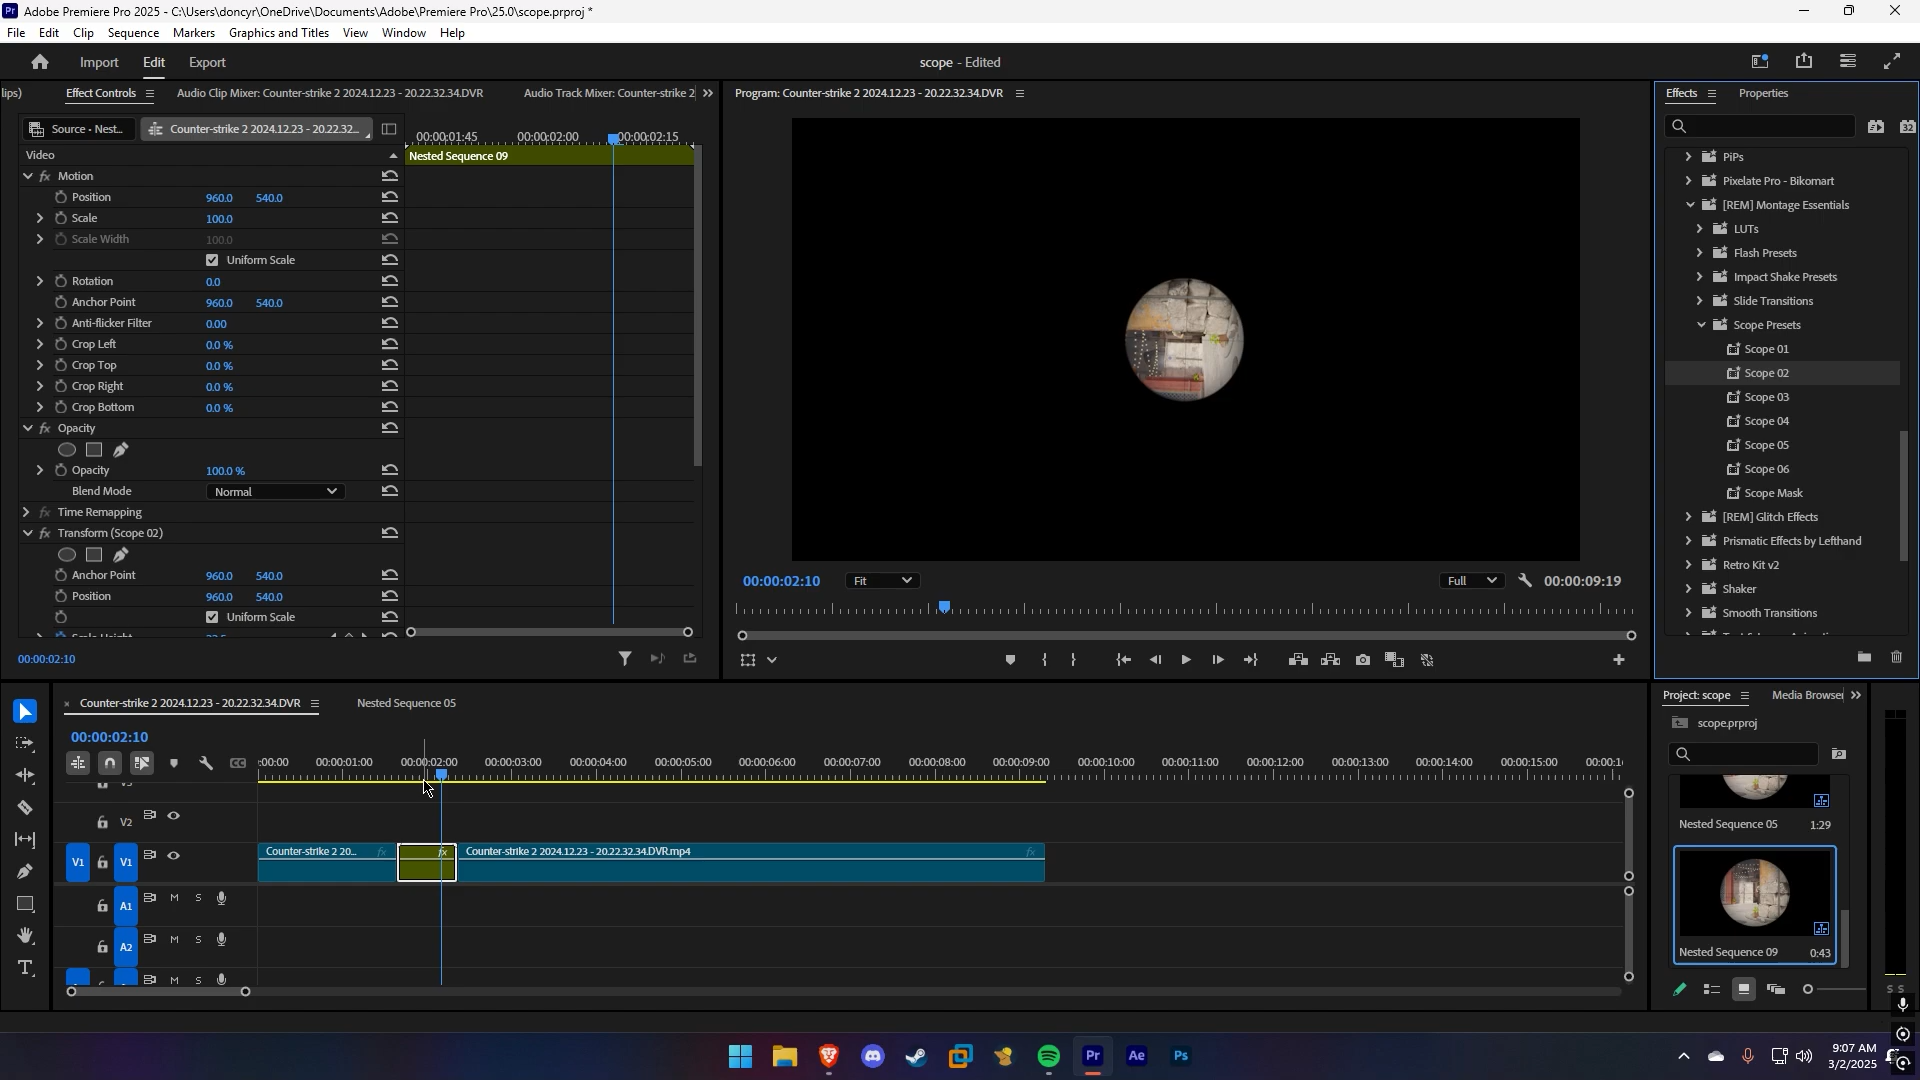 Pr Adobe Premiere Pro 2025 - C:\Users\doncyr\OneDrive\Documents\Adobe\Premiere Pro\25.0\scope.prproj *
File Edit Clip Sequence Markers Graphics and Titles View Window Help
Import Edit Export scope - Edited
lips) Effect Controls Audio Clip Mixer: Counter-strike 2 2024.12.23 - 20.22.32.34.DVR Audio Track Mixer: Counter-strike 2
Source • Nest... Counter-strike 2 2024.12.23 - 20.22.32...
00:00:01:45 00:00:02:00 00:00:02:15
Video
Nested Sequence 09
Motion
Position 960.0 540.0
Scale 100.0
Scale Width 100.0
Uniform Scale
Rotation 0.0
Anchor Point 960.0 540.0
Anti-flicker Filter 0.00
Crop Left 0.0 %
Crop Top 0.0 %
Crop Right 0.0 %
Crop Bottom 0.0 %
Opacity
Opacity 100.0 %
Blend Mode Normal
fx Time Remapping
fx Transform (Scope 02)
Anchor Point 960.0 540.0
Position 960.0 540.0
Uniform Scale
00:00:02:10
Program: Counter-strike 2 2024.12.23 - 20.22.32.34.DVR
00:00:02:10 Fit Full 00:00:09:19
Effects Properties
32
PiPs
Pixelate Pro - Bikomart
[REM] Montage Essentials
LUTs
Flash Presets
Impact Shake Presets
Slide Transitions
Scope Presets
Scope 01
Scope 02
Scope 03
Scope 04
Scope 05
Scope 06
Scope Mask
[REM] Glitch Effects
Prismatic Effects by Lefthand
Retro Kit v2
Shaker
Smooth Transitions
Counter-strike 2 2024.12.23 - 20.22.32.34.DVR Nested Sequence 05
00:00:02:10
:00:00 00:00:01:00 00:00:02:00 00:00:03:00 00:00:04:00 00:00:05:00 00:00:06:00 00:00:07:00 00:00:08:00 00:00:09:00 00:00:10:00 00:00:11:00 00:00:12:00 00:00:13:00 00:00:14:00 00:00:15:00 00:00:1
V2
V1 V1 Counter-strike 2 20... fx fx Counter-strike 2 2024.12.23 - 20.22.32.34.DVR.mp4 fx
A1 M S
A2 M S
M S
Project: scope Media Browser
scope.prproj
Nested Sequence 05 1:29
Nested Sequence 09 0:43
S S
Pr Ae Ps
9:07 AM
3/2/2025